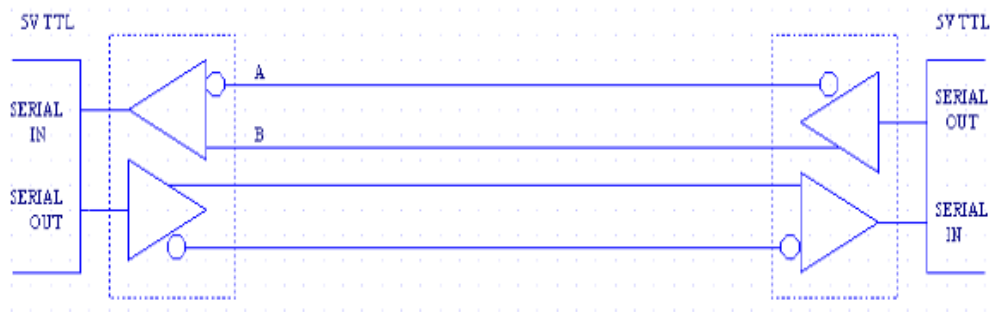 5V TTL
5V TTL
A
SERIAL
IN
SERIAL
OUT
B
SERIAL
OUT
SERIAL
IN